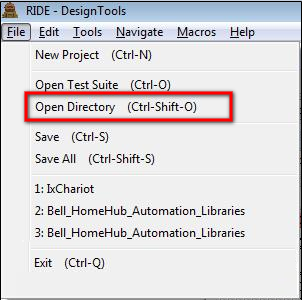 RIDE - DesignTools
File Edit Tools Navigate Macros Help
New Project (Ctrl-N)
Open Test Suite (Ctrl-O)
Open Directory (Ctrl-Shift-O)
Save (Ctrl-S)
Save All (Ctrl-Shift-S)
1: IxChariot
2: Bell_HomeHub_Automation_Libraries
3: Bell_HomeHub_Automation_Libraries
Exit (Ctrl-Q)